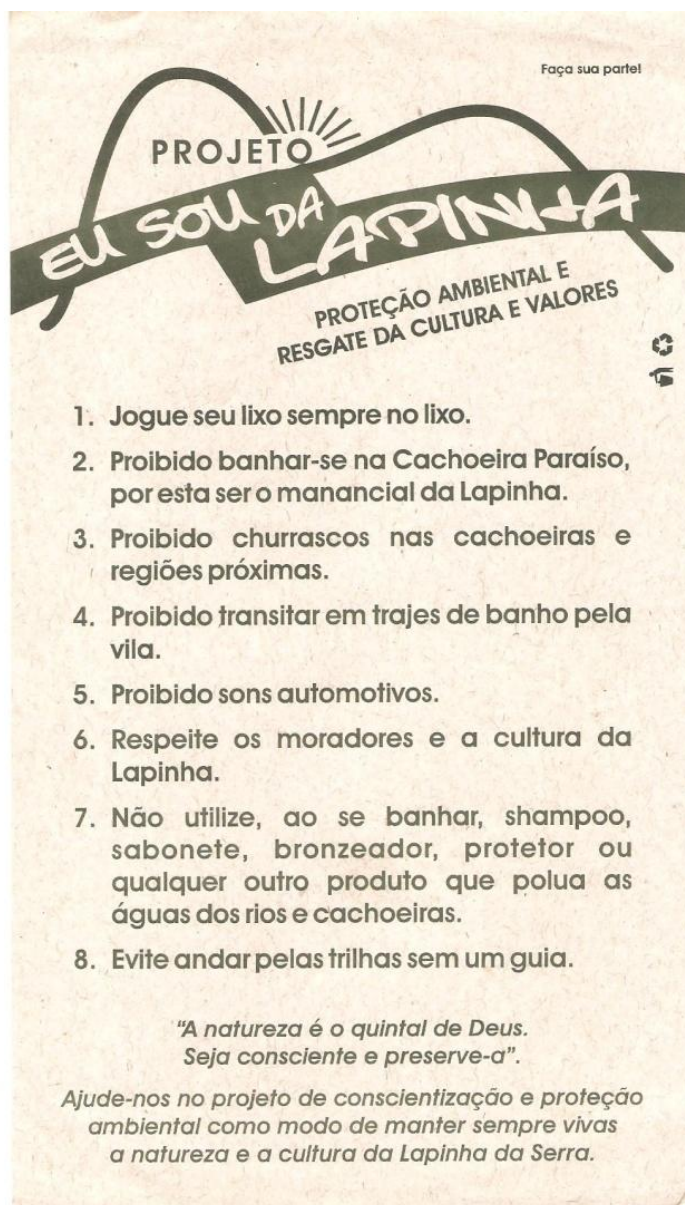 Faça sua parte!
PROJETO
EU SOU DA
LAPINHA
PROTEÇÃO AMBIENTAL E
RESGATE DA CULTURA E VALORES
1. Jogue seu lixo sempre no lixo.
2. Proibido banhar-se na Cachoeira Paraíso,
por esta ser o manancial da Lapinha.
3. Proibido churrascos nas cachoeiras e
regiões próximas.
4. Proibido transitar em trajes de banho pela
vila.
5. Proibido sons automotivos.
6. Respeite os moradores e a cultura da
Lapinha.
7. Não utilize, ao se banhar, shampoo,
sabonete, bronzeador, protetor ou
qualquer outro produto que polua as
águas dos rios e cachoeiras.
8. Evite andar pelas trilhas sem um guia.
"A natureza é o quintal de Deus.
Seja consciente e preserve-a".
Ajude-nos no projeto de conscientização e proteção
ambiental como modo de manter sempre vivas
a natureza e a cultura da Lapinha da Serra.